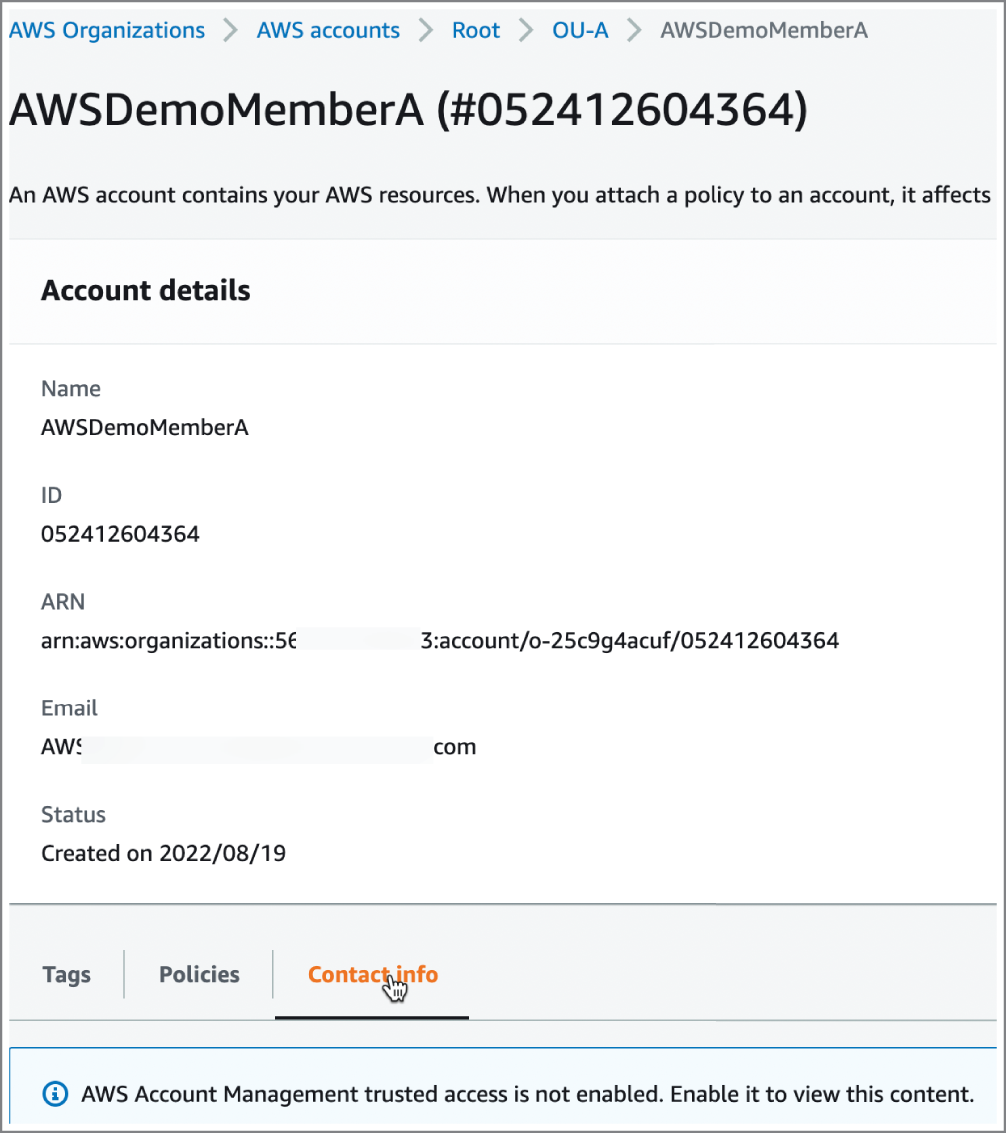 AWS Organizations > AWS accounts > Root > OU-A > AWSDemoMemberA
AWSDemoMemberA (#052412604364)
An AWS account contains your AWS resources. When you attach a policy to an account, it affects
Account details
Name
AWSDemoMemberA
ID
052412604364
ARN
arn:aws:organizations::56 3:account/o-25c9g4acuf/052412604364
Email
AWS com
Status
Created on 2022/08/19
Tags Policies Contact info
AWS Account Management trusted access is not enabled. Enable it to view this content.